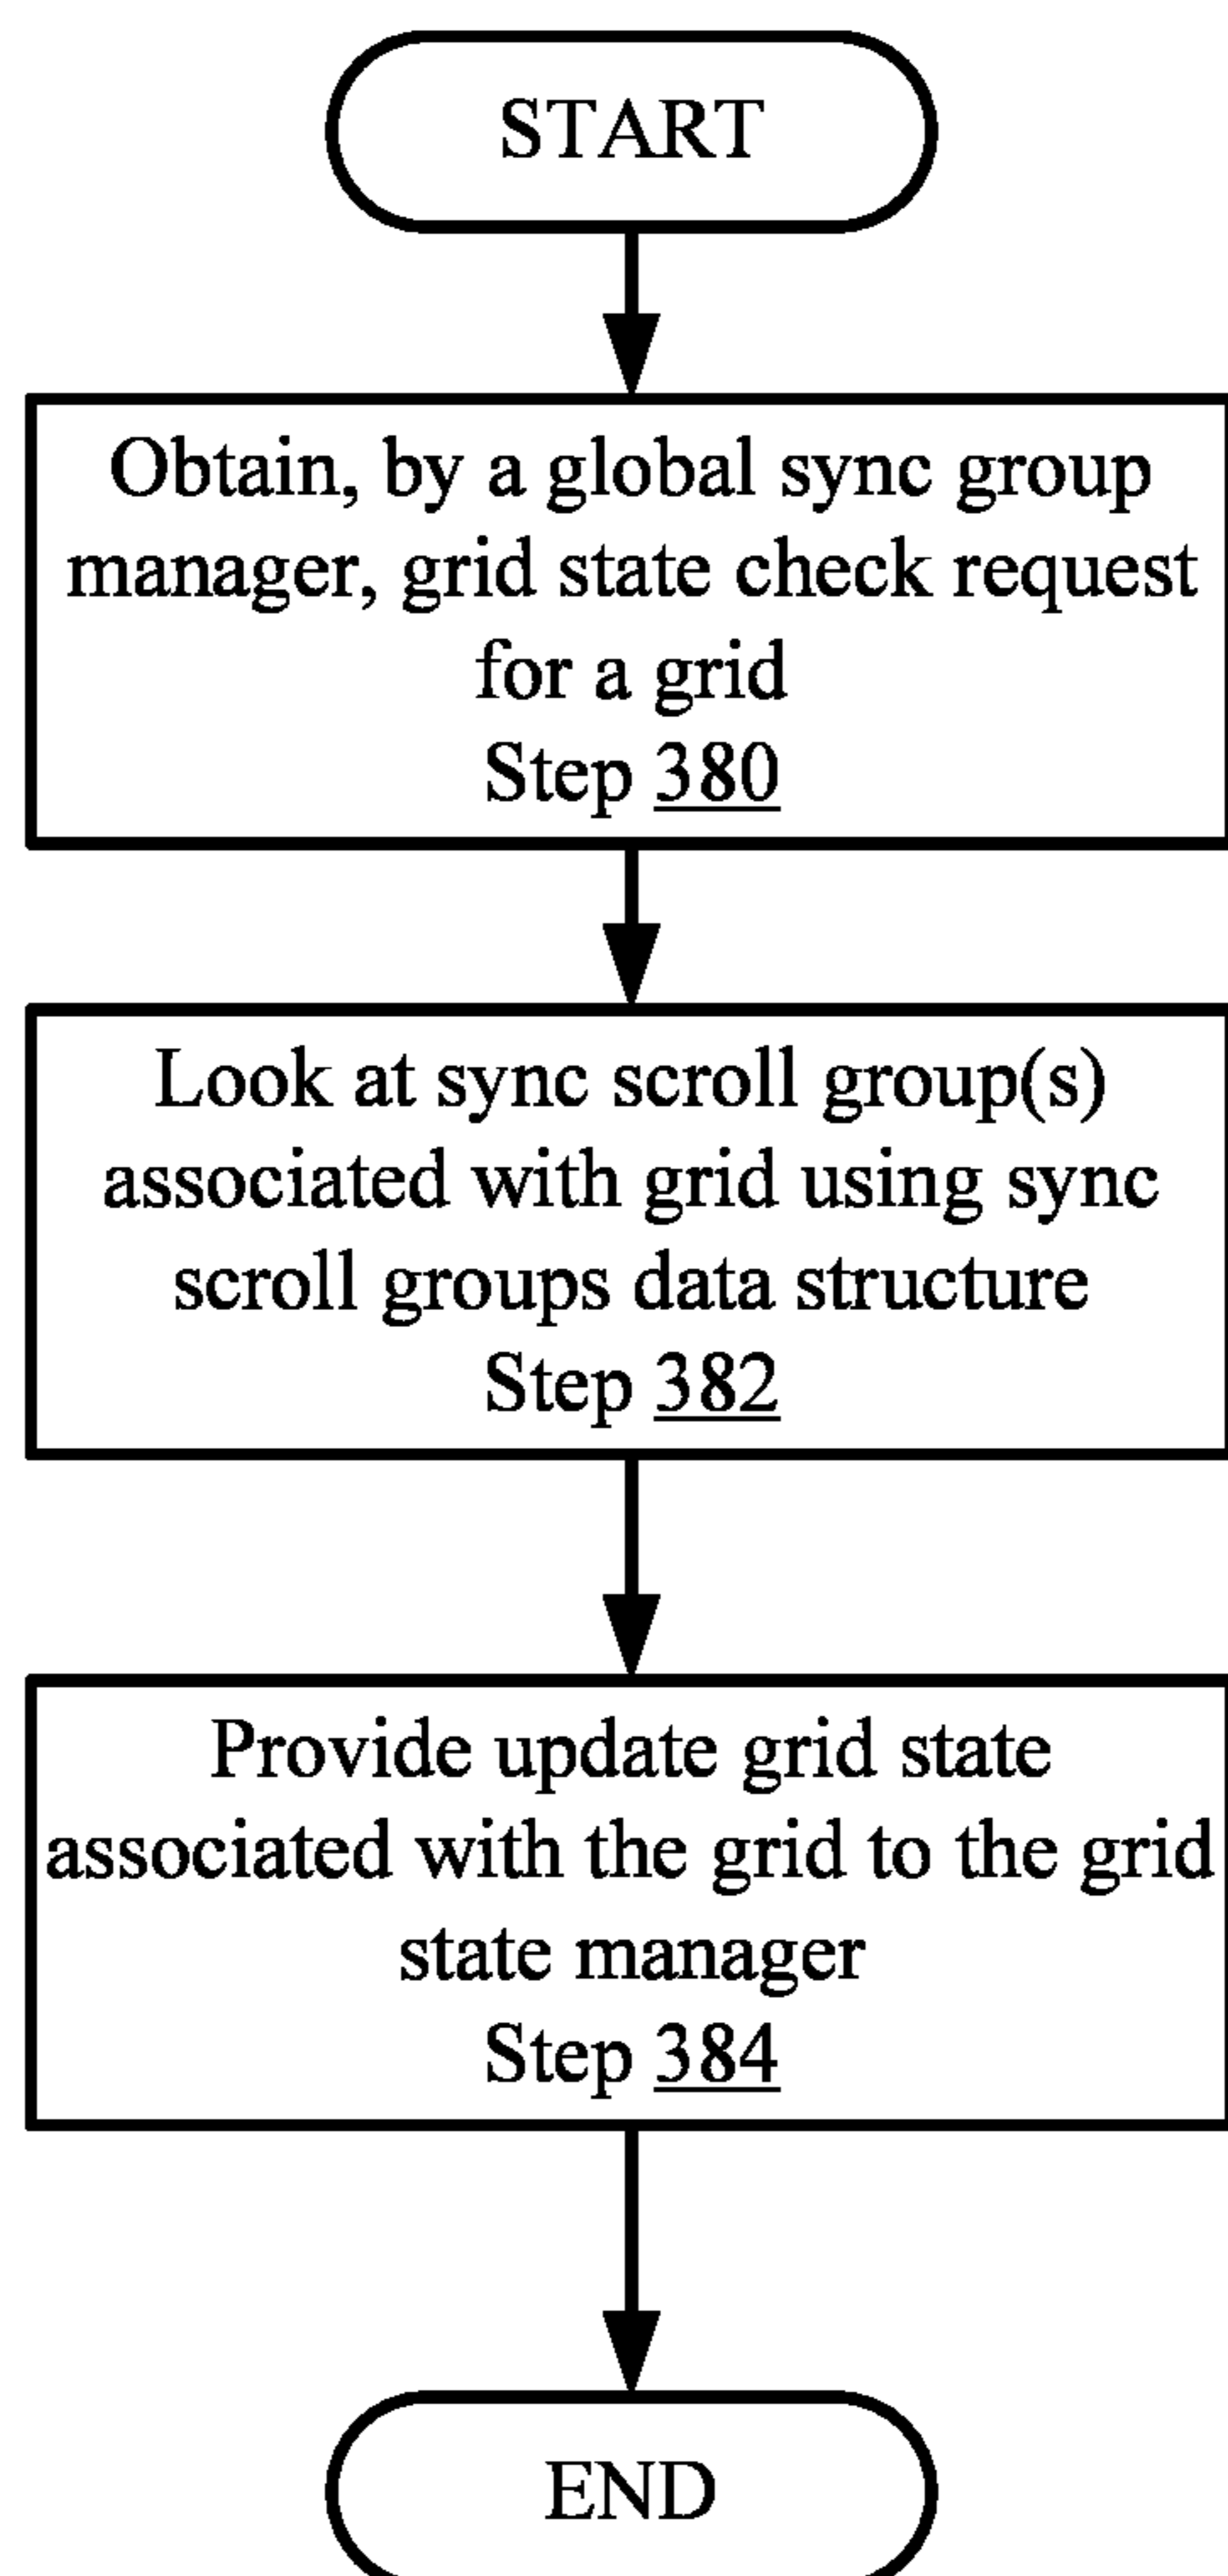 START
Obtain, by a global sync group
manager, grid state check request
for a grid
Step 380
Look at sync scroll group(s)
associated with grid using sync
scroll groups data structure
Step 382
Provide update grid state
associated with the grid to the grid
state manager
Step 384
END